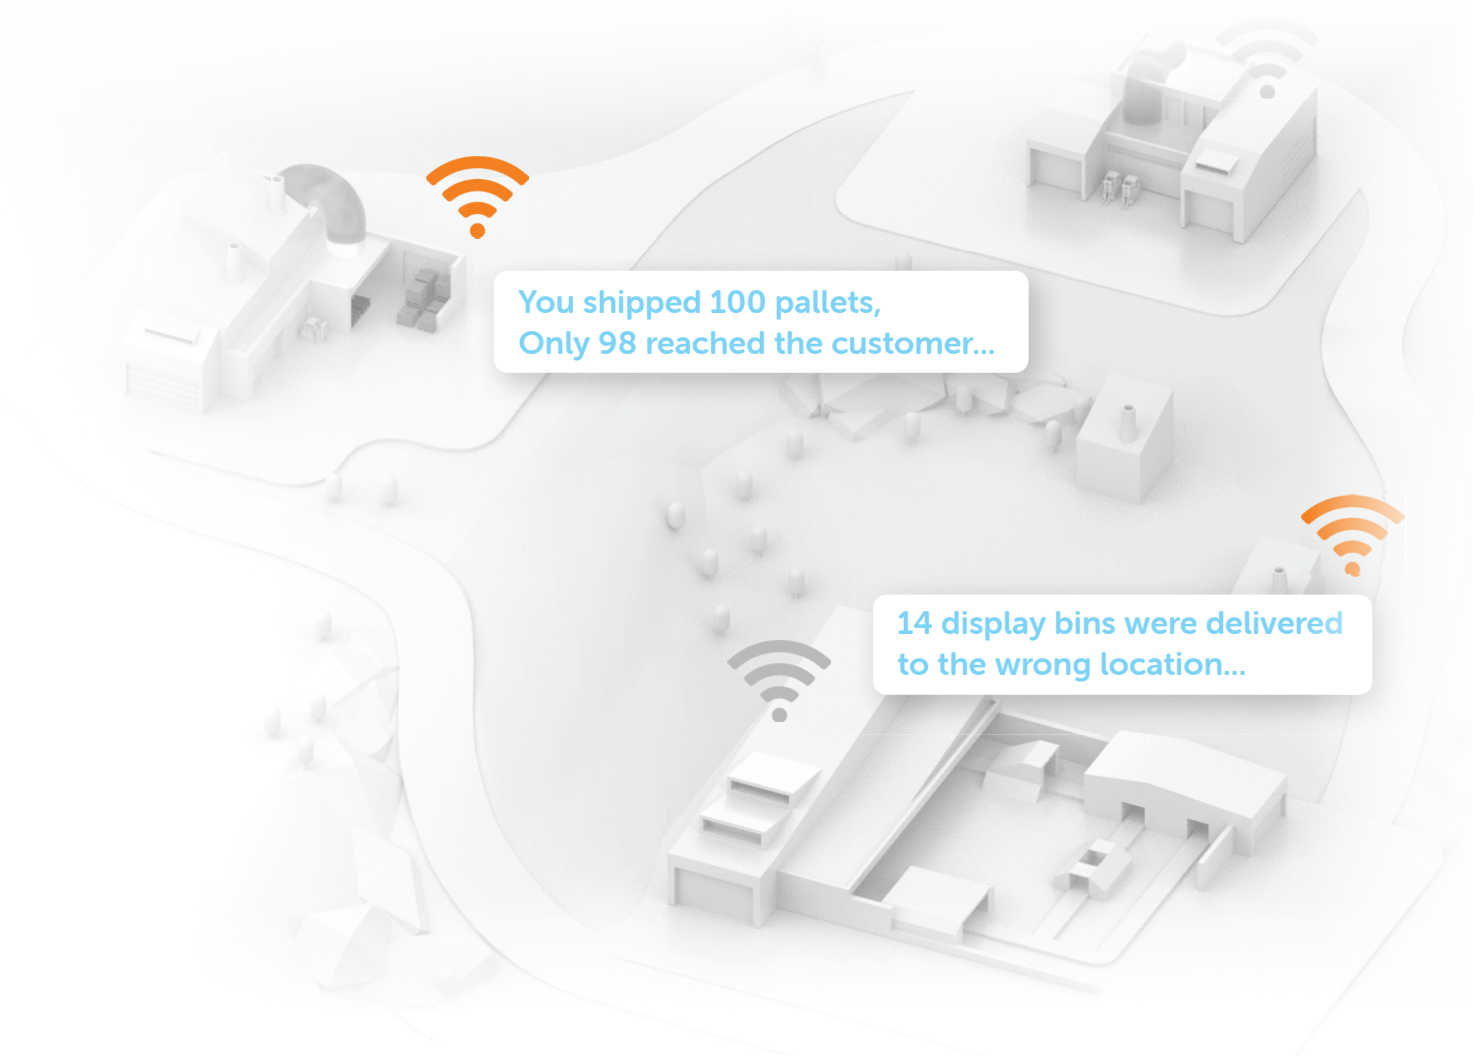 You shipped 100 pallets,
Only 98 reached the customer...
14 display bins were delivered
to the wrong location...